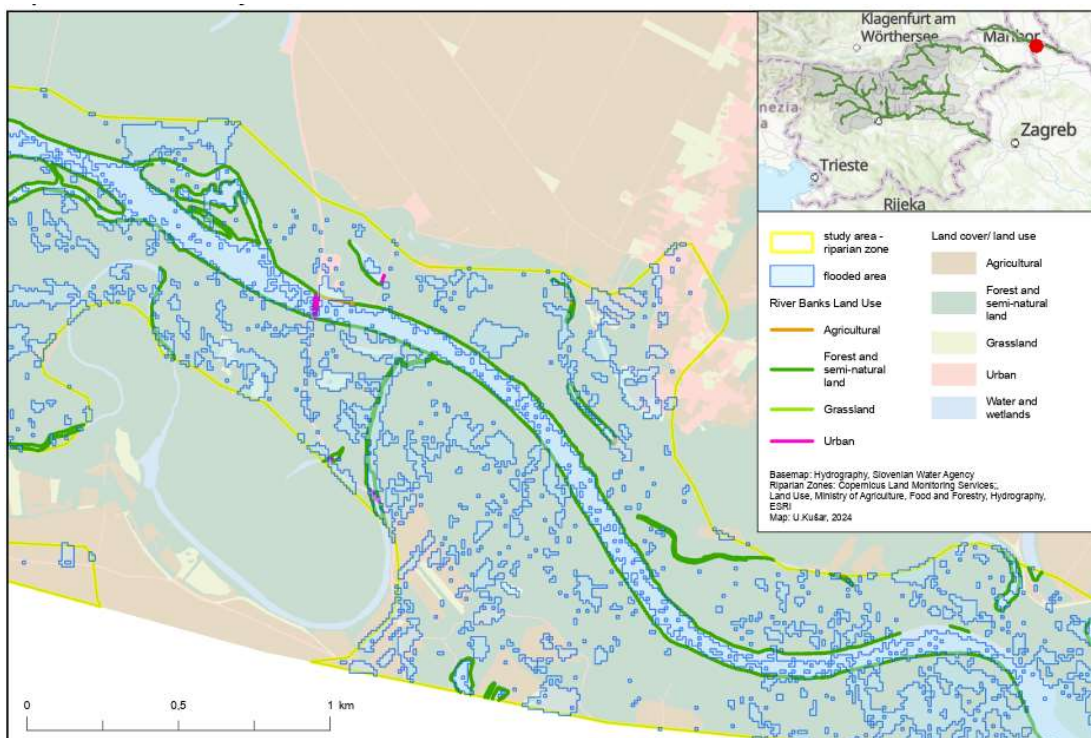 Klagenfurt am
Wörthersee
Maribor
Zagreb
Trieste
Rijeka
study area -
riparian zone
flooded area
River Banks Land Use
Agricultural
Forest and
semi-natural
land
Grassland
Urban
Land cover/ land use
Agricultural
Forest and
semi-natural
land
Grassland
Urban
Water and
wetlands
Basemap: Hydrography, Slovenian Water Agency
Riparian Zones: Copernicus Land Monitoring Services;,
Land Use, Ministry of Agriculture, Food and Forestry, Hydrography,
ESRI
Map: U.Kušar, 2024
0
0,5
1 km